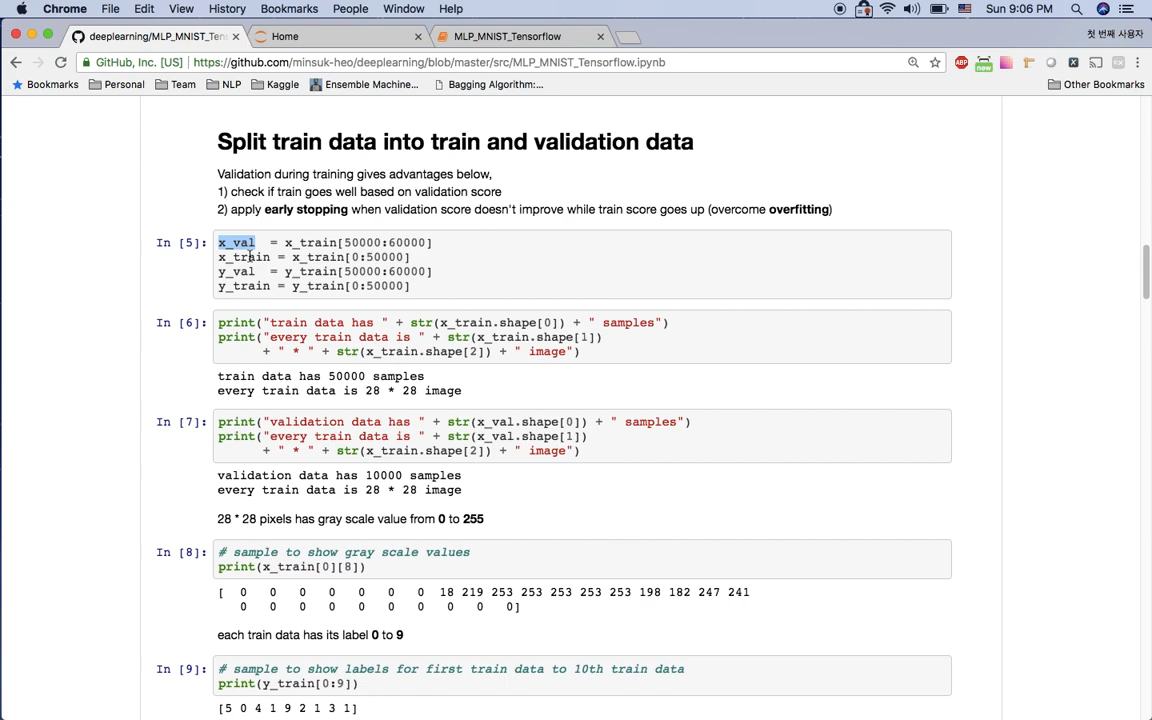 Chrome File Edit View History Bookmarks People Window Help Sun 9:06 PM
deeplearning/MLP_MNIST_Ten Home MLP_MNIST_Tensorflow 첫 번째 사용자
GitHub, Inc. [US] https://github.com/minsuk-heo/deeplearning/blob/master/src/MLP_MNIST_Tensorflow.ipynb ABP new
Bookmarks Personal Team NLP Kaggle Ensemble Machine... Bagging Algorithm:... Other Bookmarks
Split train data into train and validation data
Validation during training gives advantages below,
1) check if train goes well based on validation score
2) apply early stopping when validation score doesn't improve while train score goes up (overcome overfitting)
In [5]: x_val = x_train[50000:60000]
x_train = x_train[0:50000]
y_val = y_train[50000:60000]
y_train = y_train[0:50000]
In [6]: print("train data has " + str(x_train.shape[0]) + " samples")
print("every train data is " + str(x_train.shape[1])
+ " * " + str(x_train.shape[2]) + " image")
train data has 50000 samples
every train data is 28 * 28 image
In [7]: print("validation data has " + str(x_val.shape[0]) + " samples")
print("every train data is " + str(x_val.shape[1])
+ " * " + str(x_train.shape[2]) + " image")
validation data has 10000 samples
every train data is 28 * 28 image
28 * 28 pixels has gray scale value from 0 to 255
In [8]: # sample to show gray scale values
print(x_train[0][8])
[ 0 0 0 0 0 0 0 18 219 253 253 253 253 253 198 182 247 241
0 0 0 0 0 0 0 0 0 0]
each train data has its label 0 to 9
In [9]: # sample to show labels for first train data to 10th train data
print(y_train[0:9])
[5 0 4 1 9 2 1 3 1]